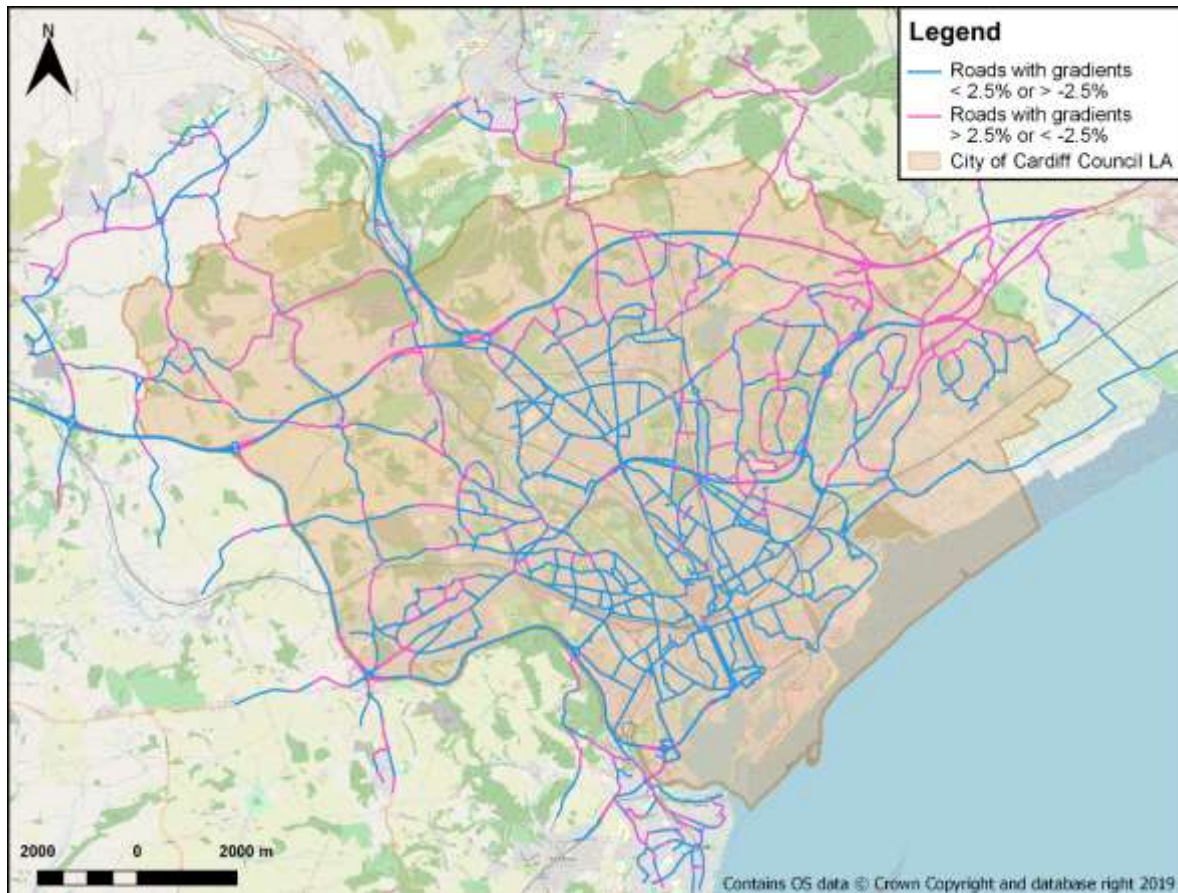 N
Legend
Roads with gradients
< 2.5% or > -2.5%
Roads with gradients
> 2.5% or < -2.5%
City of Cardiff Council LA
2000 0 2000 m
Contains OS data © Crown Copyright and database right 2019